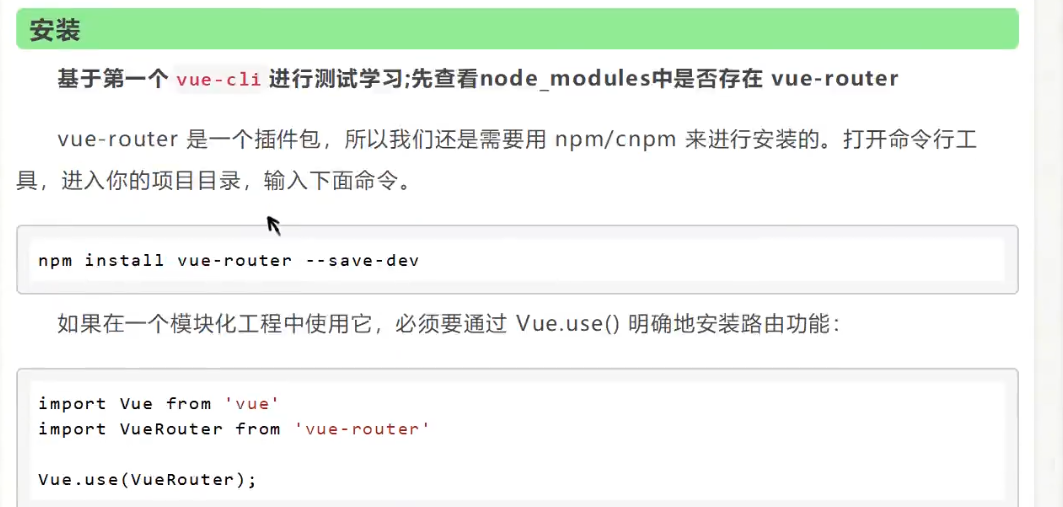 安装
基于第一个 vue-cli 进行测试学习;先查看node_modules中是否存在 vue-router
vue-router 是一个插件包，所以我们还是需要用 npm/cnpm 来进行安装的。打开命令行工
具，进入你的项目目录，输入下面命令。
npm install vue-router --save-dev
如果在一个模块化工程中使用它，必须要通过 Vue.use() 明确地安装路由功能：
import Vue from 'vue'
import VueRouter from 'vue-router'
Vue.use(VueRouter);